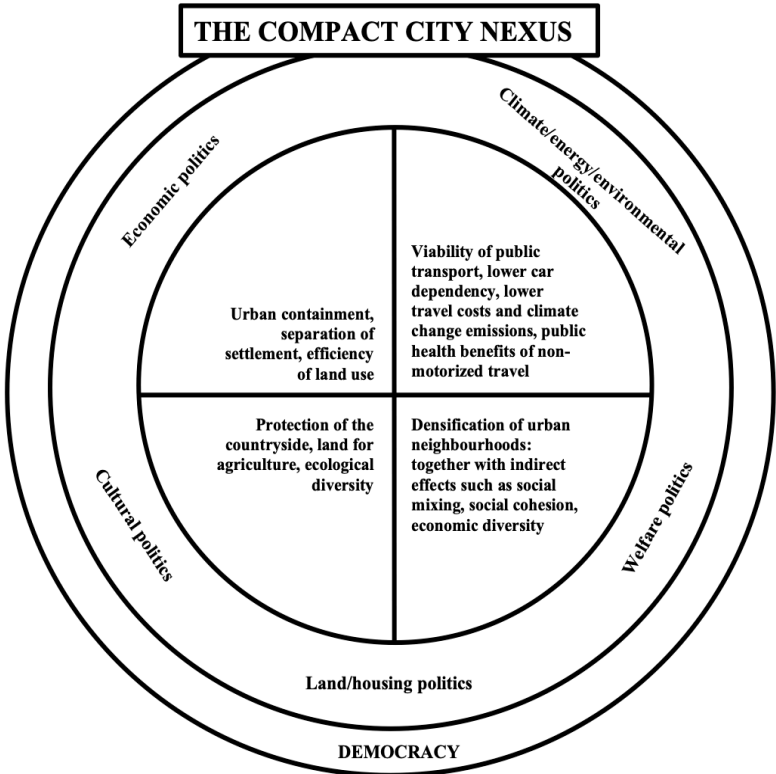 THE COMPACT CITY NEXUS
Economic politics
Climate/energy/environmental
politics
Urban containment,
separation of
settlement, efficiency
of land use
Viability of public
transport, lower car
dependency, lower
travel costs and climate
change emissions, public
health benefits of non-
motorized travel
Protection of the
countryside, land for
agriculture, ecological
diversity
Densification of urban
neighbourhoods:
together with indirect
effects such as social
mixing, social cohesion,
economic diversity
Cultural politics
Welfare politics
Land/housing politics
DEMOCRACY